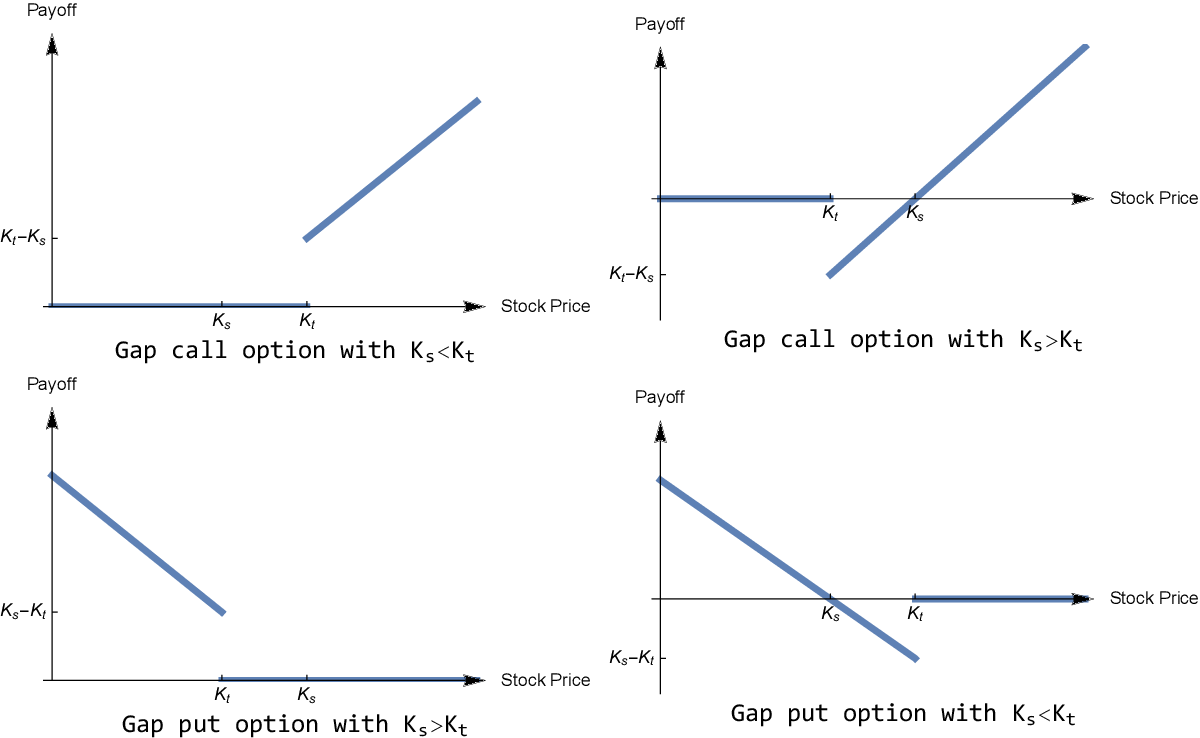 Payoff
K_t–K_s
K_s
K_t
Stock Price
Gap call option with K_s<K_t
Payoff
Stock Price
K_t
K_s
K_t–K_s
Gap call option with K_s>K_t
Payoff
K_s–K_t
K_t
K_s
Stock Price
Gap put option with K_s>K_t
Payoff
Stock Price
K_s
K_t
K_s–K_t
Gap put option with K_s<K_t